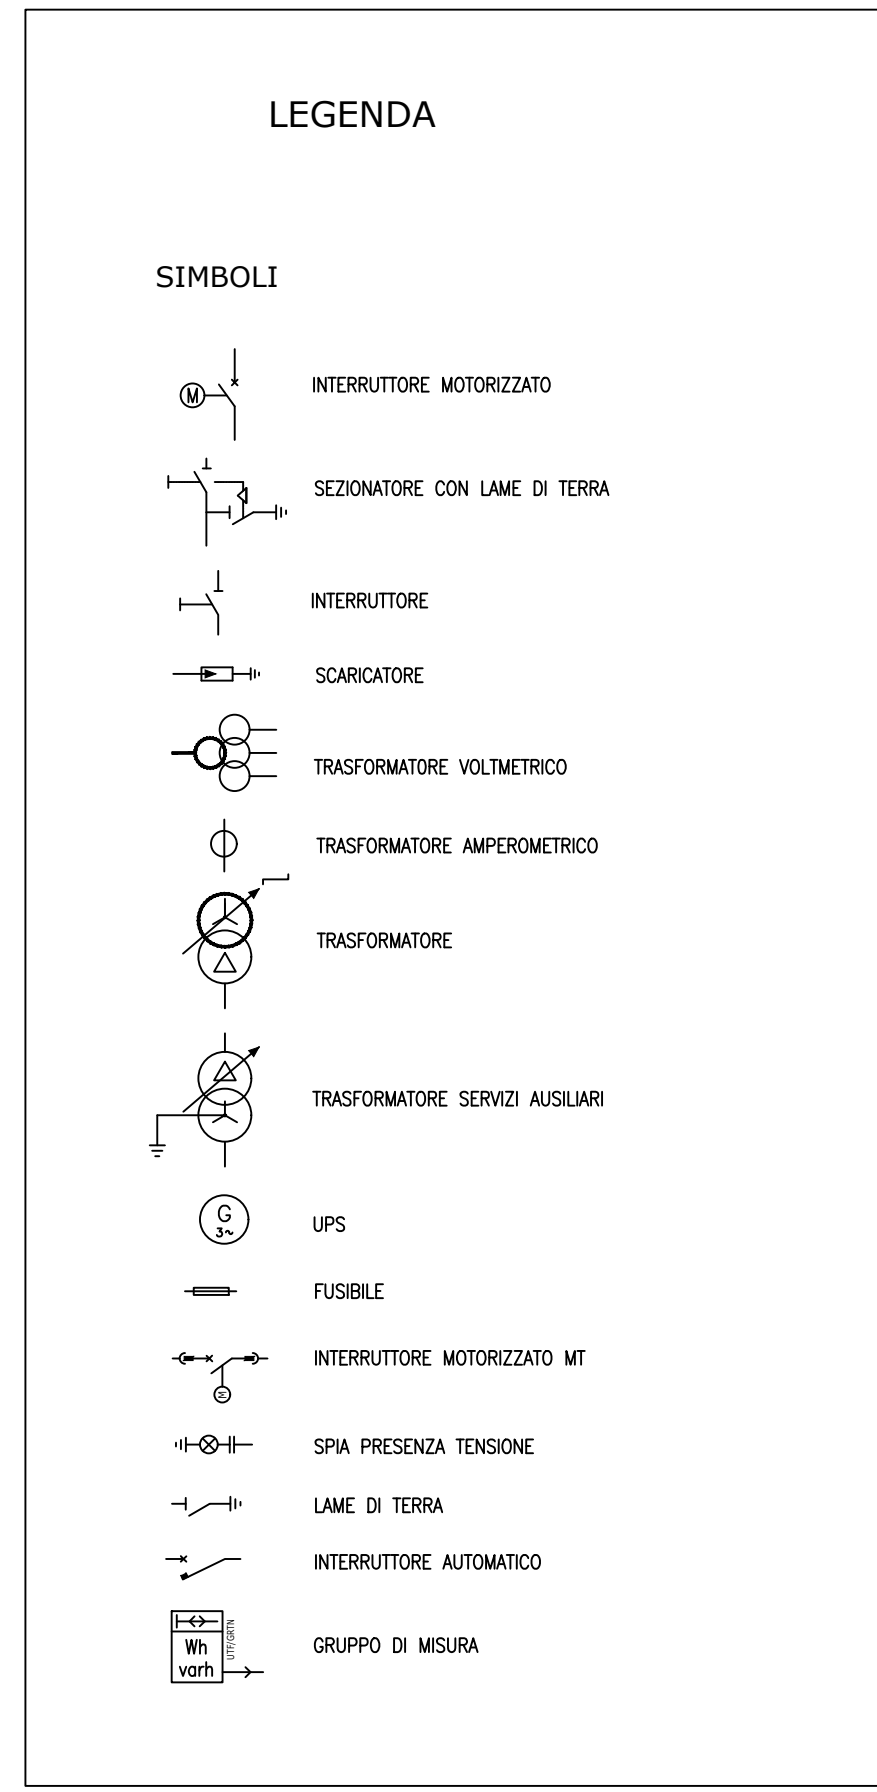 LEGENDA
SIMBOLI
M
INTERRUTTORE MOTORIZZATO
SEZIONATORE CON LAME DI TERRA
INTERRUTTORE
SCARICATORE
TRASFORMATORE VOLTMETRICO
TRASFORMATORE AMPEROMETRICO
TRASFORMATORE
TRASFORMATORE SERVIZI AUSILIARI
G
3~
UPS
FUSIBILE
INTERRUTTORE MOTORIZZATO MT
M
SPIA PRESENZA TENSIONE
LAME DI TERRA
INTERRUTTORE AUTOMATICO
Wh
varh
UTF/GRTN
GRUPPO DI MISURA